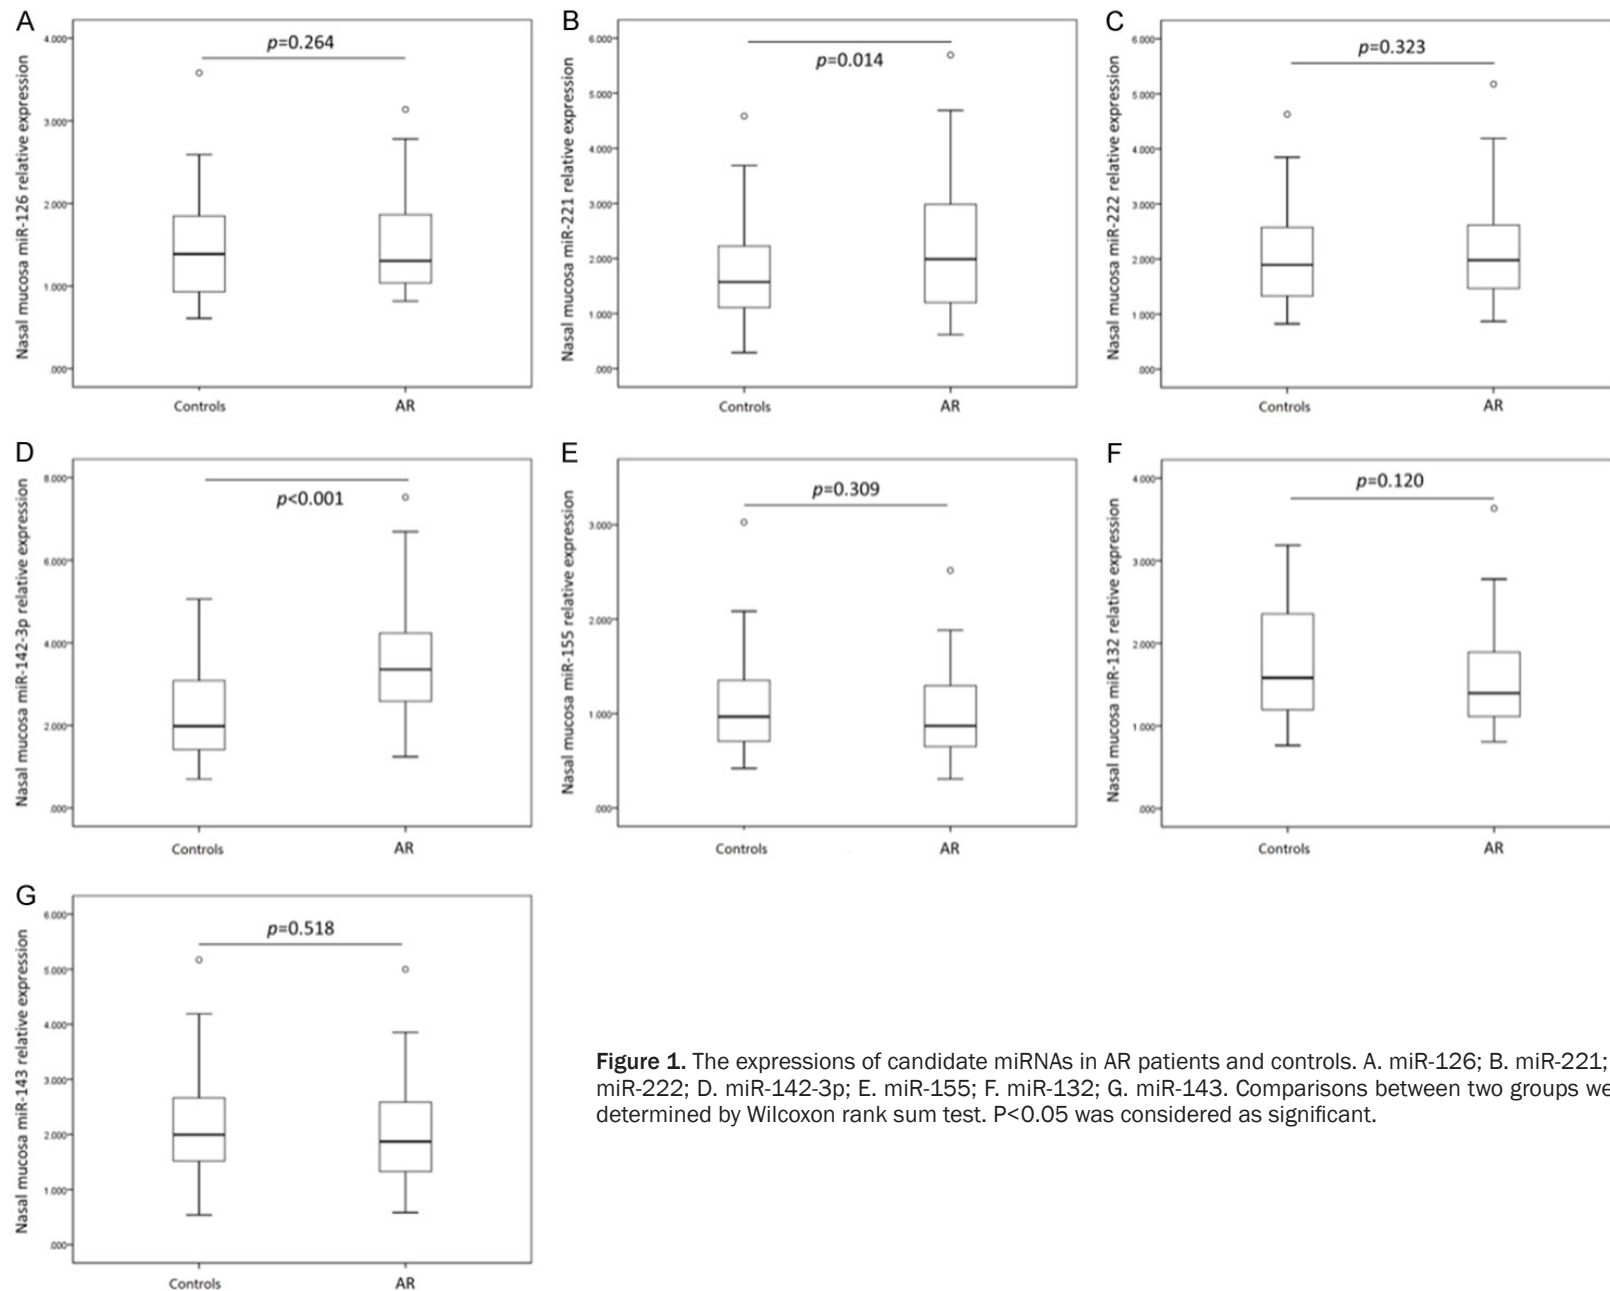 A
Nasal mucosa miR-126 relative expression
4.000
3.000
2.000
1.000
.000
p=0.264
Controls AR
B
Nasal mucosa miR-221 relative expression
6.000
5.000
4.000
3.000
2.000
1.000
.000
p=0.014
Controls AR
C
Nasal mucosa miR-222 relative expression
6.000
5.000
4.000
3.000
2.000
1.000
.000
p=0.323
Controls AR
D
Nasal mucosa miR-142-3p relative expression
8.000
6.000
4.000
2.000
.000
p<0.001
Controls AR
E
Nasal mucosa miR-155 relative expression
3.000
2.000
1.000
.000
p=0.309
Controls AR
F
Nasal mucosa miR-132 relative expression
4.000
3.000
2.000
1.000
.000
p=0.120
Controls AR
G
Nasal mucosa miR-143 relative expression
6.000
5.000
4.000
3.000
2.000
1.000
.000
p=0.518
Controls AR
Figure 1. The expressions of candidate miRNAs in AR patients and controls. A. miR-126; B. miR-221;
miR-222; D. miR-142-3p; E. miR-155; F. miR-132; G. miR-143. Comparisons between two groups we
determined by Wilcoxon rank sum test. P<0.05 was considered as significant.